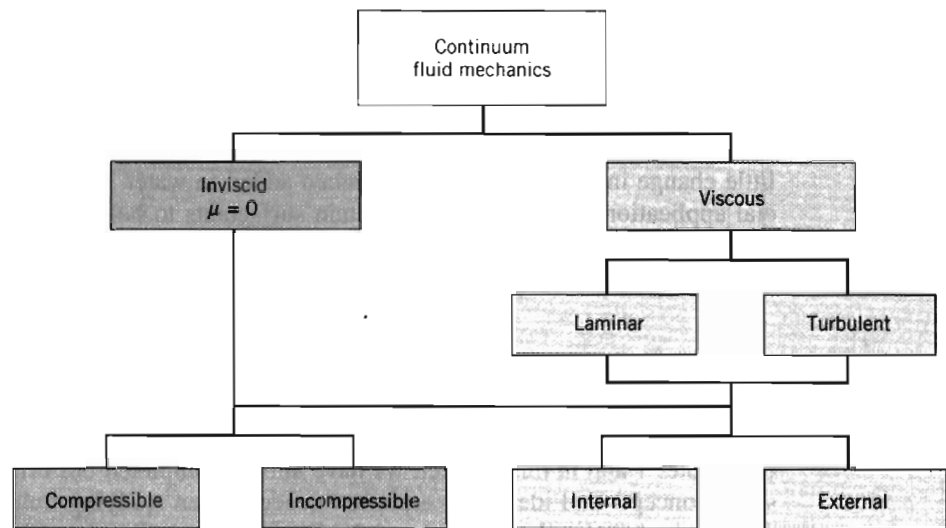 Continuum
fluid mechanics
Inviscid
μ = 0
Viscous
Laminar
Turbulent
Compressible
Incompressible
Internal
External